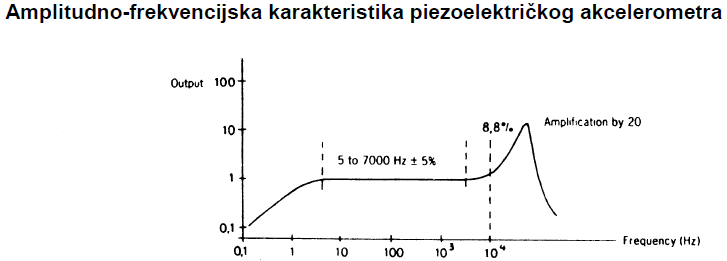 Amplitudno-frekvencijska karakteristika piezoelektričkog akcelerometra
Output 100
10
1
0,1
8,8%
Amplification by 20
5 to 7000 Hz ± 5%
0,1 1 10 100 10³ 10⁴
Frequency (Hz)